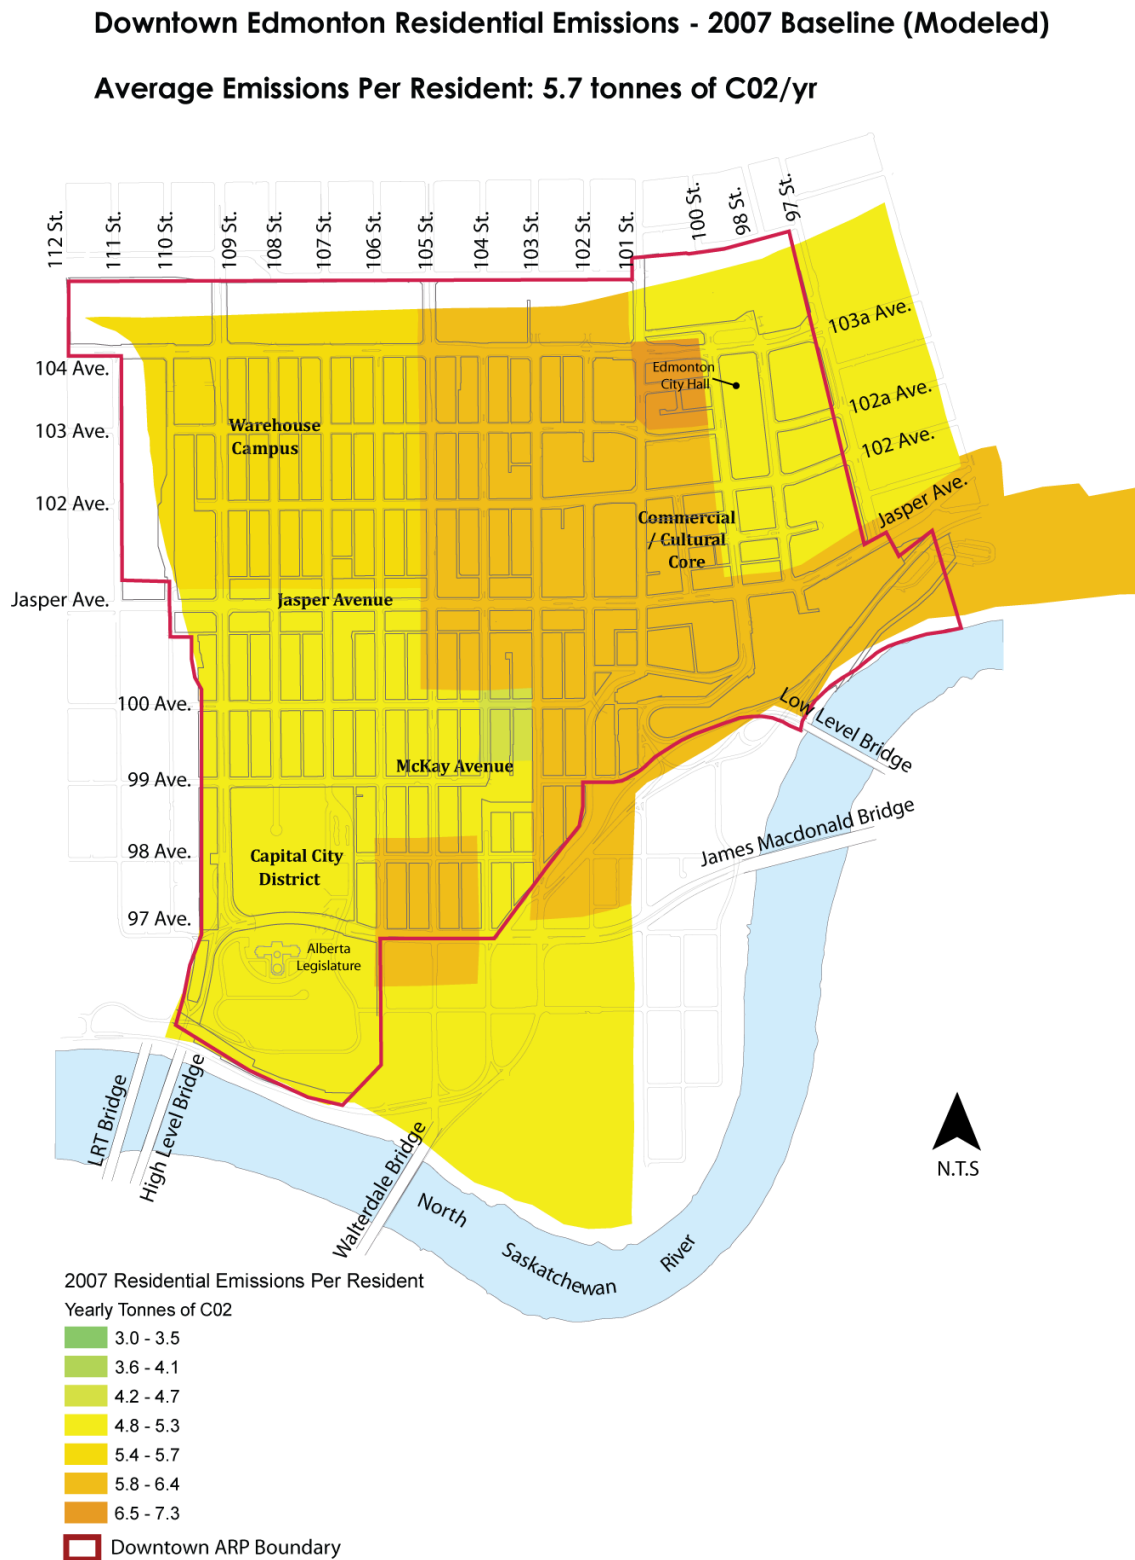 Downtown Edmonton Residential Emissions - 2007 Baseline (Modeled)
Average Emissions Per Resident: 5.7 tonnes of C02/yr
112 St.
111 St.
110 St.
109 St.
108 St.
107 St.
106 St.
105 St.
104 St.
103 St.
102 St.
101 St.
100 St.
98 St.
97 St.
103a Ave.
104 Ave.
Edmonton
City Hall
102a Ave.
103 Ave.
Warehouse
Campus
102 Ave.
102 Ave.
Jasper Ave.
Commercial
/ Cultural
Core
Jasper Ave.
Jasper Avenue
100 Ave.
Low Level Bridge
99 Ave.
McKay Avenue
James Macdonald Bridge
98 Ave.
Capital City
District
97 Ave.
Alberta
Legislature
LRT Bridge
High Level Bridge
Walterdale Bridge
North
Saskatchewan
River
N.T.S
2007 Residential Emissions Per Resident
Yearly Tonnes of C02
3.0 - 3.5
3.6 - 4.1
4.2 - 4.7
4.8 - 5.3
5.4 - 5.7
5.8 - 6.4
6.5 - 7.3
Downtown ARP Boundary